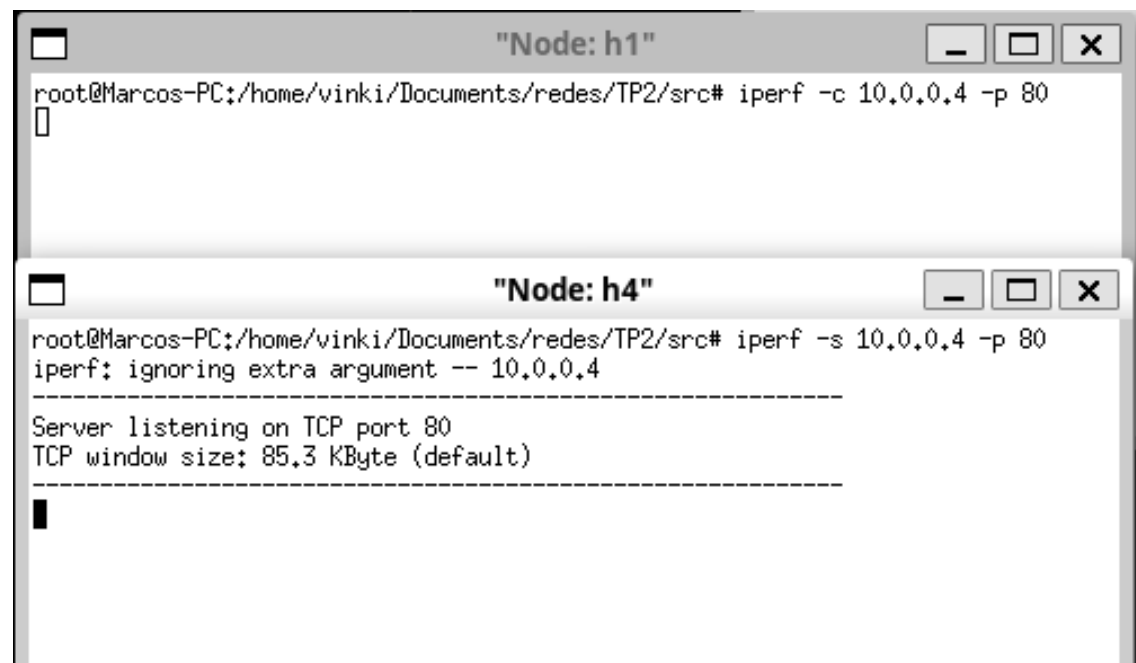 "Node: h1"
root@Marcos-PC:/home/vinki/Documents/redes/TP2/src# iperf -c 10.0.0.4 -p 80
"Node: h4"
root@Marcos-PC:/home/vinki/Documents/redes/TP2/src# iperf -s 10.0.0.4 -p 80
iperf: ignoring extra argument -- 10.0.0.4
------------------------------------------------------------
Server listening on TCP port 80
TCP window size: 85.3 KByte (default)
------------------------------------------------------------